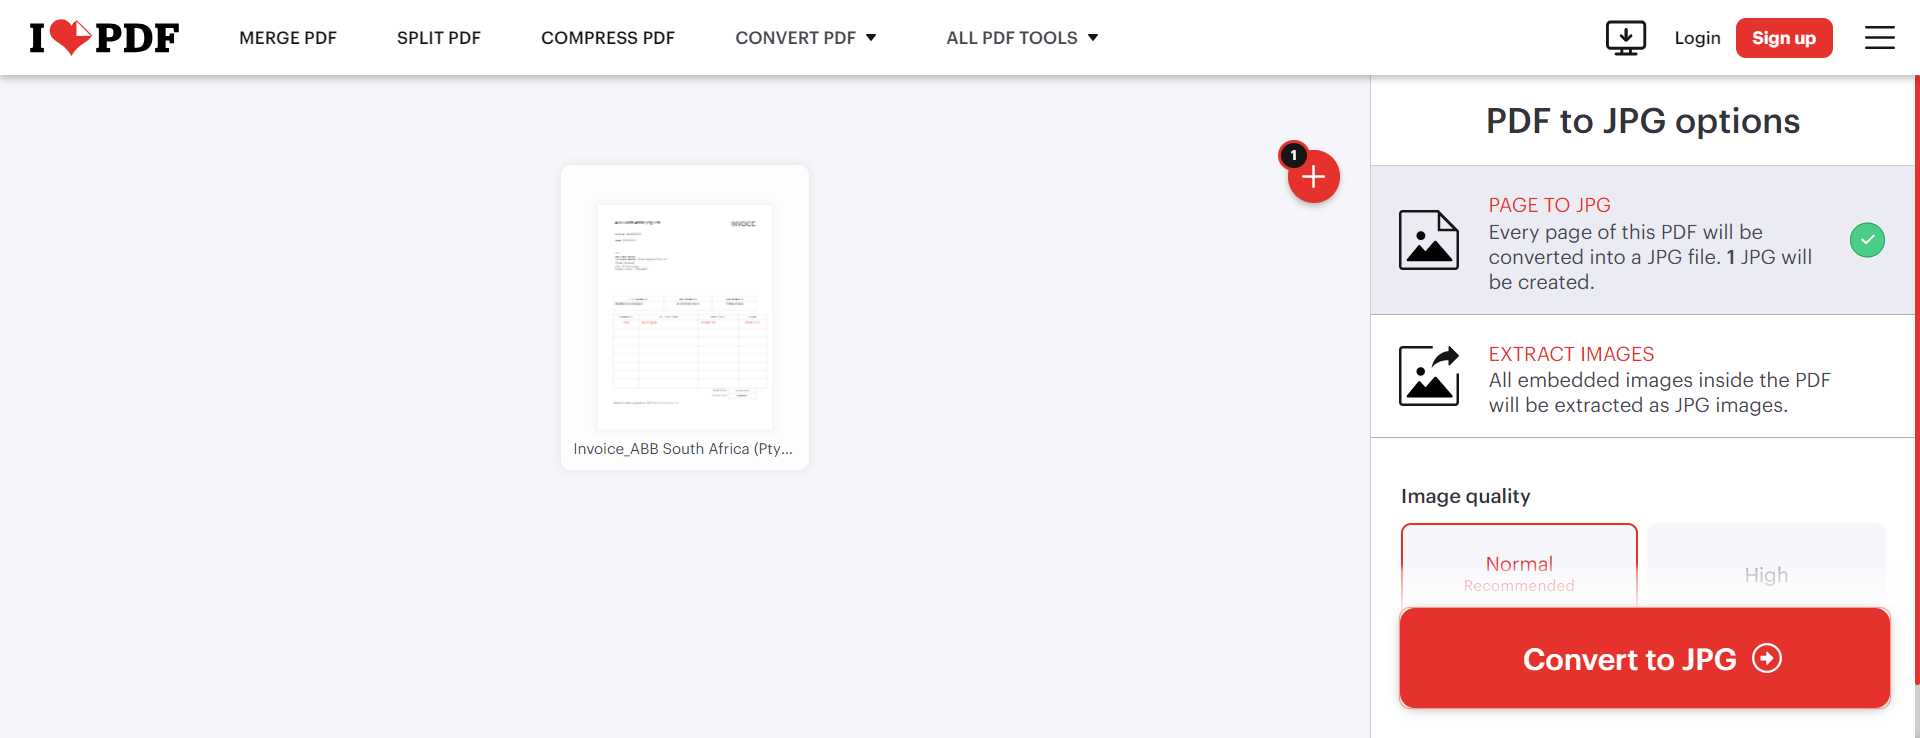 I PDF
MERGE PDF
SPLIT PDF
COMPRESS PDF
CONVERT PDF
ALL PDF TOOLS
Login
Sign up
1
INVOICE
Invoice_ABB South Africa (Pty...
PDF to JPG options
PAGE TO JPG
Every page of this PDF will be
converted into a JPG file. 1 JPG will
be created.
EXTRACT IMAGES
All embedded images inside the PDF
will be extracted as JPG images.
Image quality
Normal
Recommended
High
Convert to JPG